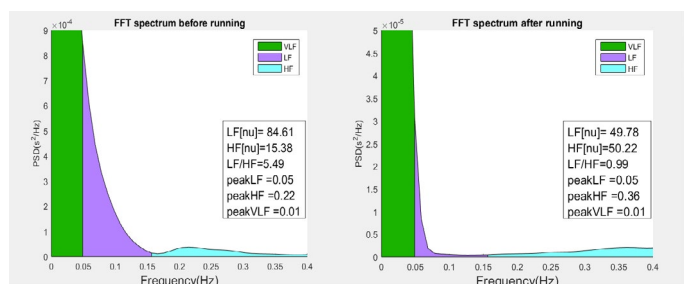 FFT spectrum before running
×10⁻⁴
9
8
7
6
5
4
3
2
1
0
PSD(s²/Hz)
VLF
LF
HF
LF[nu]= 84.61
HF[nu]=15.38
LF/HF=5.49
peakLF =0.05
peakHF =0.22
peakVLF =0.01
0 0.05 0.1 0.15 0.2 0.25 0.3 0.35 0.4
Frequency(Hz)
FFT spectrum after running
×10⁻⁵
5
4.5
4
3.5
3
2.5
2
1.5
1
0.5
0
PSD(s²/Hz)
VLF
LF
HF
LF[nu]= 49.78
HF[nu]=50.22
LF/HF=0.99
peakLF =0.05
peakHF =0.36
peakVLF =0.01
0 0.05 0.1 0.15 0.2 0.25 0.3 0.35 0.4
Frequency(Hz)